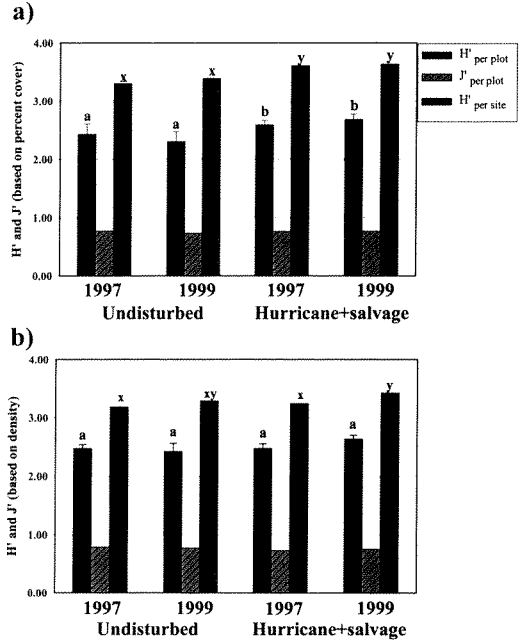 a)
H' per plot
J' per plot
H' per site
H' and J' (based on percent cover)
4.00
3.00
2.00
1.00
0.00
a x a x b y b y
1997 1999 1997 1999
Undisturbed Hurricane+salvage
b)
H' and J' (based on density)
4.00
3.00
2.00
1.00
0.00
a x a xy a x a y
1997 1999 1997 1999
Undisturbed Hurricane+salvage